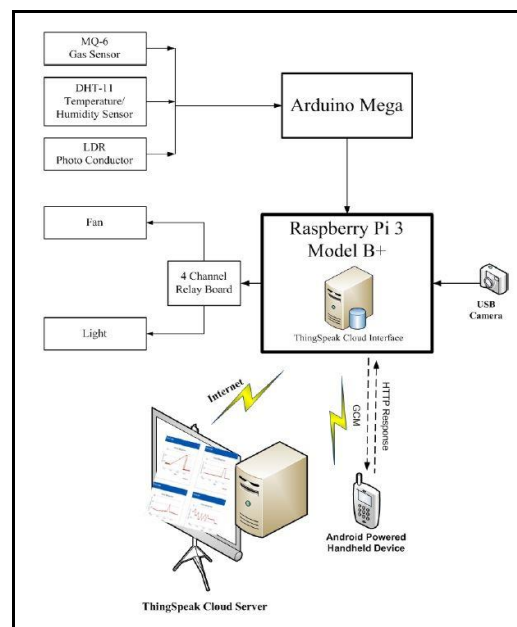 MQ-6
Gas Sensor
DHT-11
Temperature/
Humidity Sensor
LDR
Photo Conductor
Arduino Mega
Fan
4 Channel
Relay Board
Light
Raspberry Pi 3
Model B+
ThingSpeak Cloud Interface
USB
Camera
Internet
GCM
HTTP Response
Android Powered
Handheld Device
ThingSpeak Cloud Server